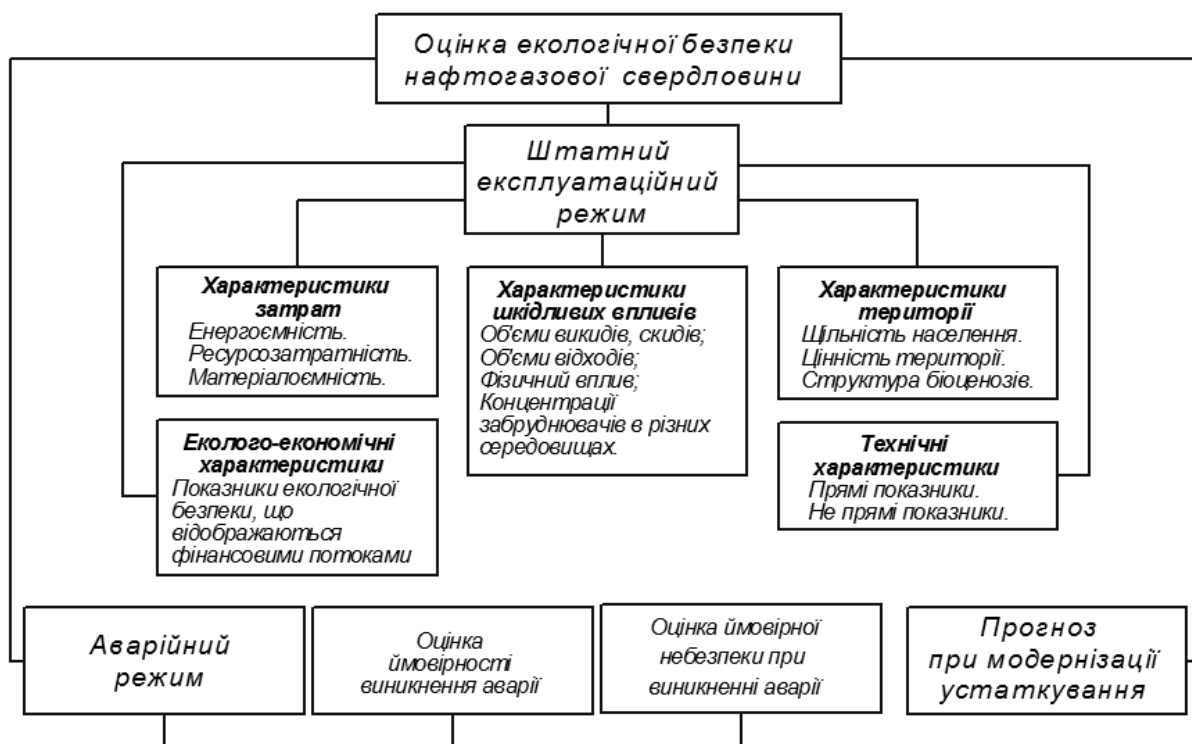 Оцінка екологічної безпеки
нафтогазової свердловини
Штатний
експлуатаційний
режим
Характеристики
затрат
Енергоємність.
Ресурсозатратність.
Матеріалоємність.
Характеристики
шкідливих впливів
Об'єми викидів, скидів;
Об'єми відходів;
Фізичний вплив;
Концентрації
забруднювачів в різних
середовищах.
Характеристики
території
Щільність населення.
Цінність території.
Структура біоценозів.
Еколого-економічні
характеристики
Показники екологічної
безпеки, що
відображаються
фінансовими потоками
Технічні
характеристики
Прямі показники.
Не прямі показники.
Аварійний
режим
Оцінка
ймовірності
виникнення аварії
Оцінка ймовірної
небезпеки при
виникненні аварії
Прогноз
при модернізації
устаткування